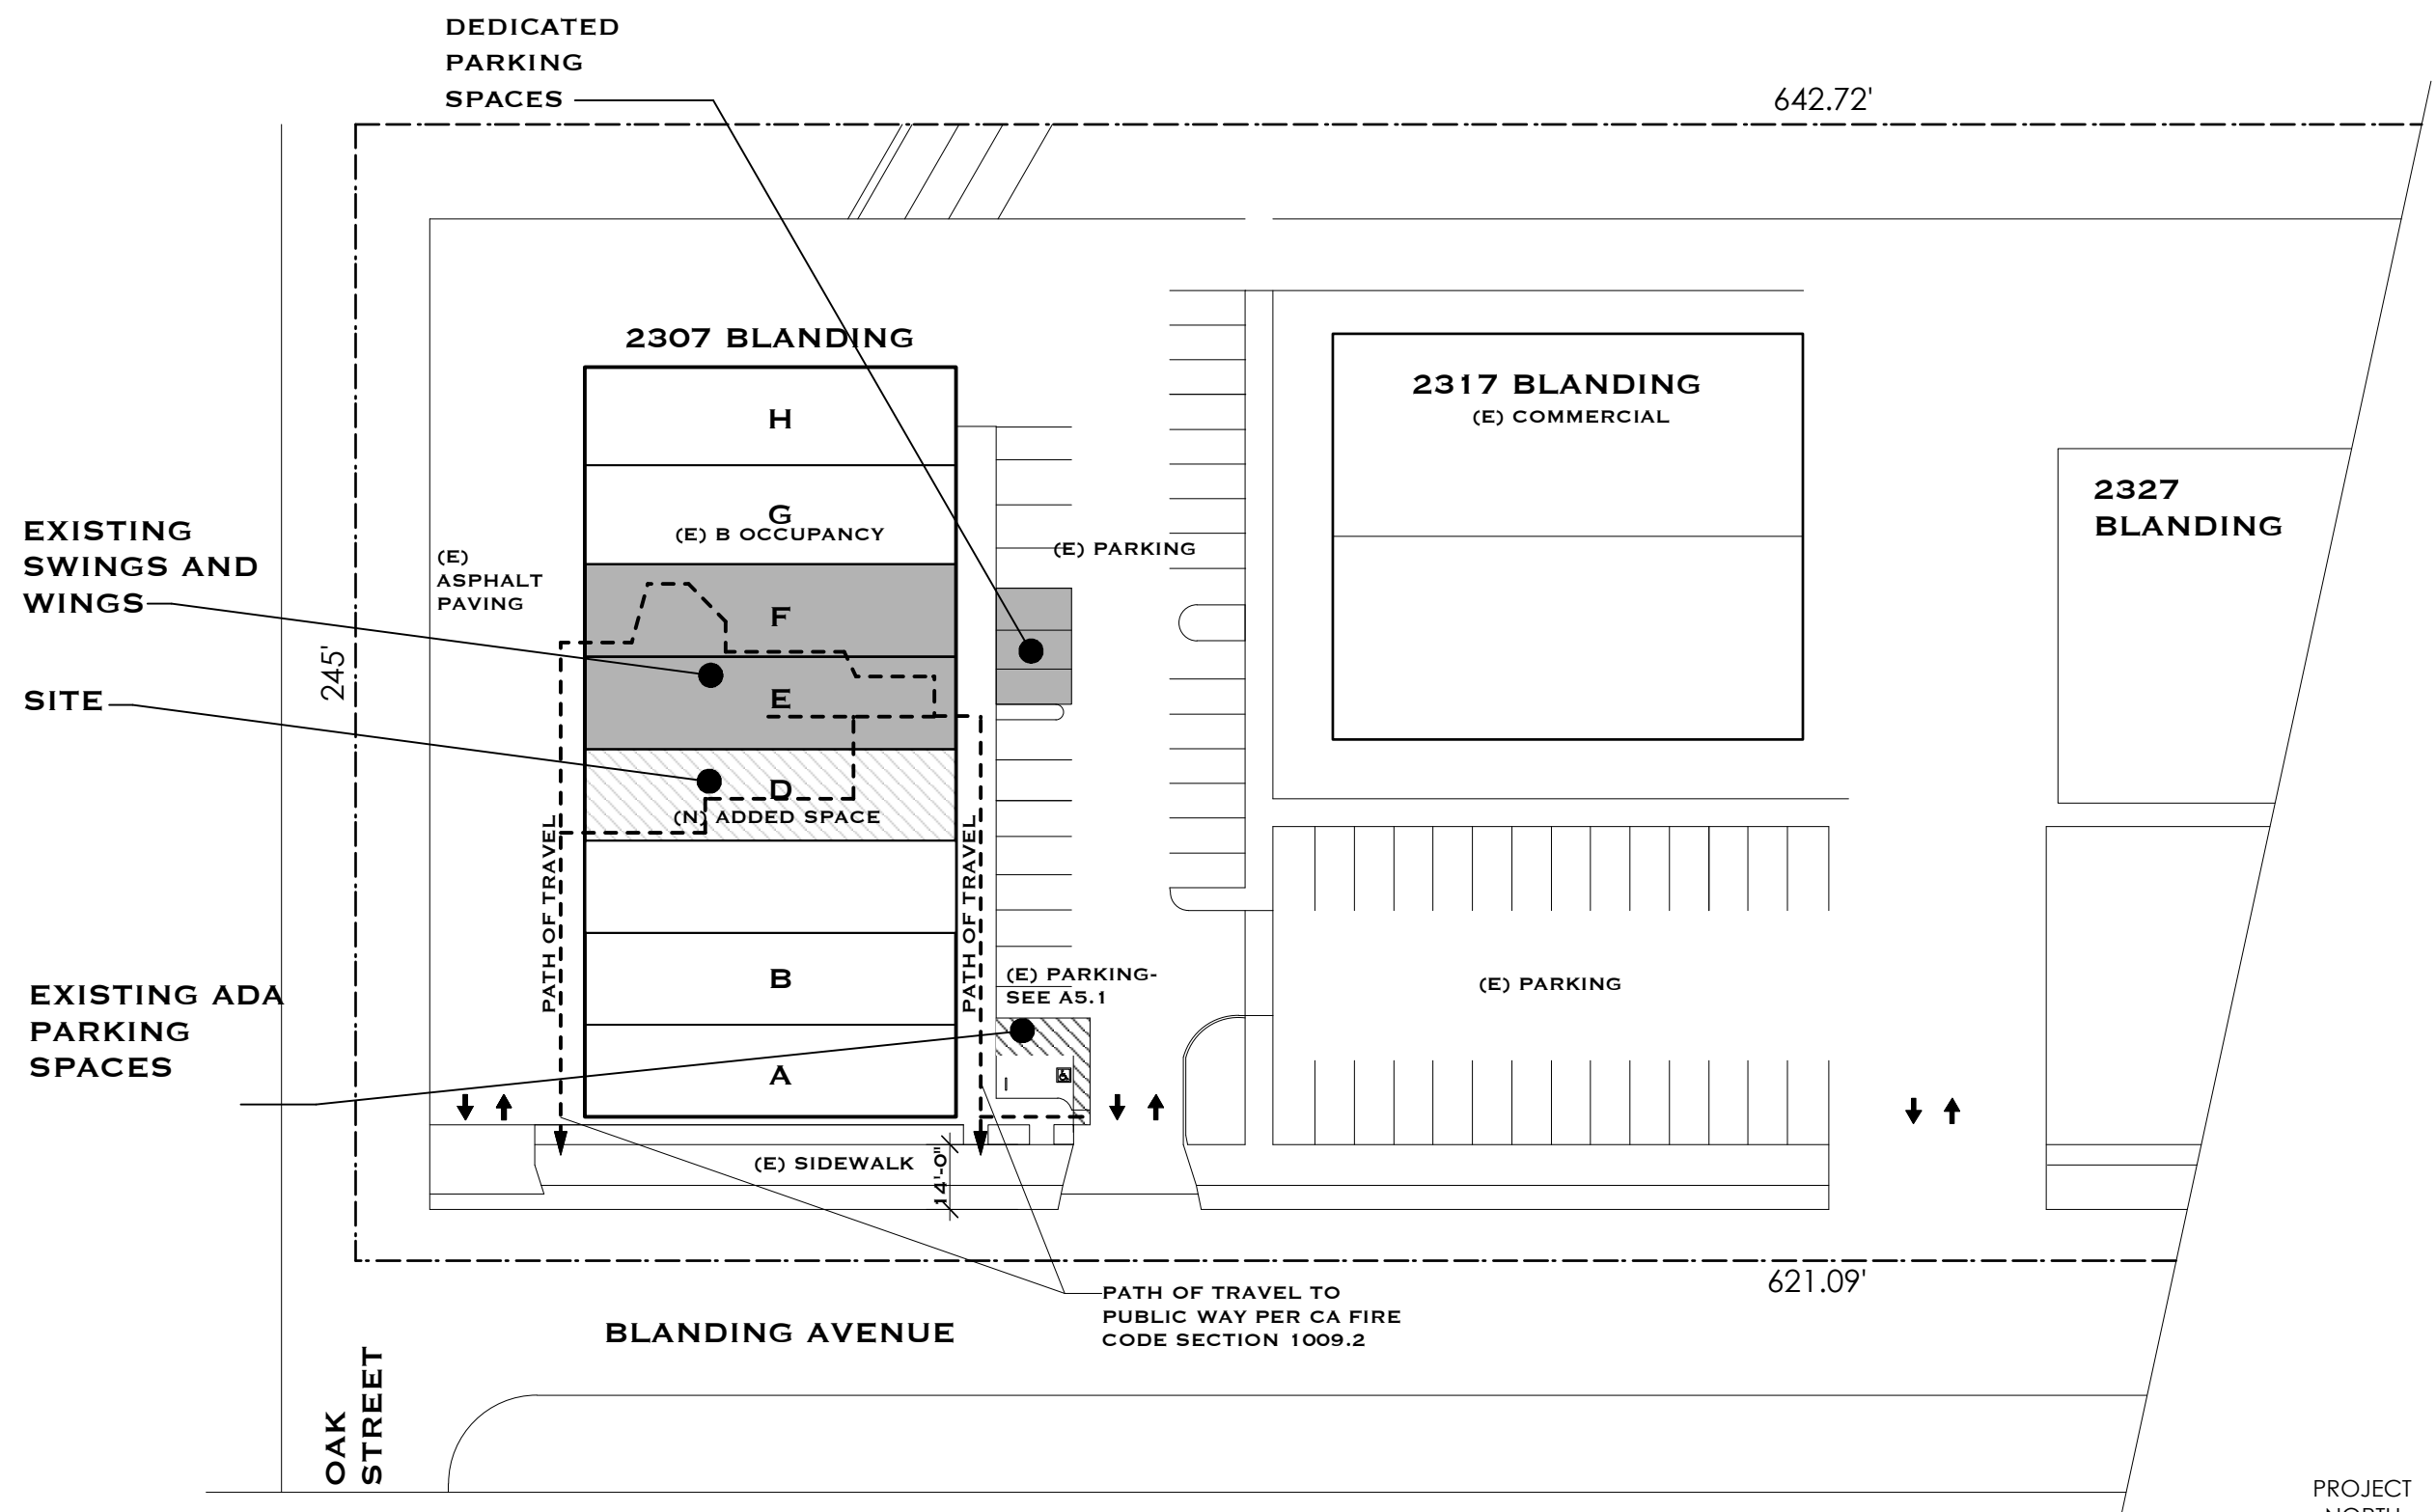 DEDICATED
PARKING
SPACES
642.72'
2307 BLANDING
H
G
(E) B OCCUPANCY
F
E
D
(N) ADDED SPACE
B
A
2317 BLANDING
(E) COMMERCIAL
2327
BLANDING
EXISTING
SWINGS AND
WINGS
(E)
ASPHALT
PAVING
(E) PARKING
245'
SITE
PATH OF TRAVEL
PATH OF TRAVEL
EXISTING ADA
PARKING
SPACES
(E) PARKING-
SEE A5.1
(E) PARKING
(E) SIDEWALK
14'-0"
621.09'
PATH OF TRAVEL TO
PUBLIC WAY PER CA FIRE
CODE SECTION 1009.2
BLANDING AVENUE
OAK
STREET
PROJECT
NORTH